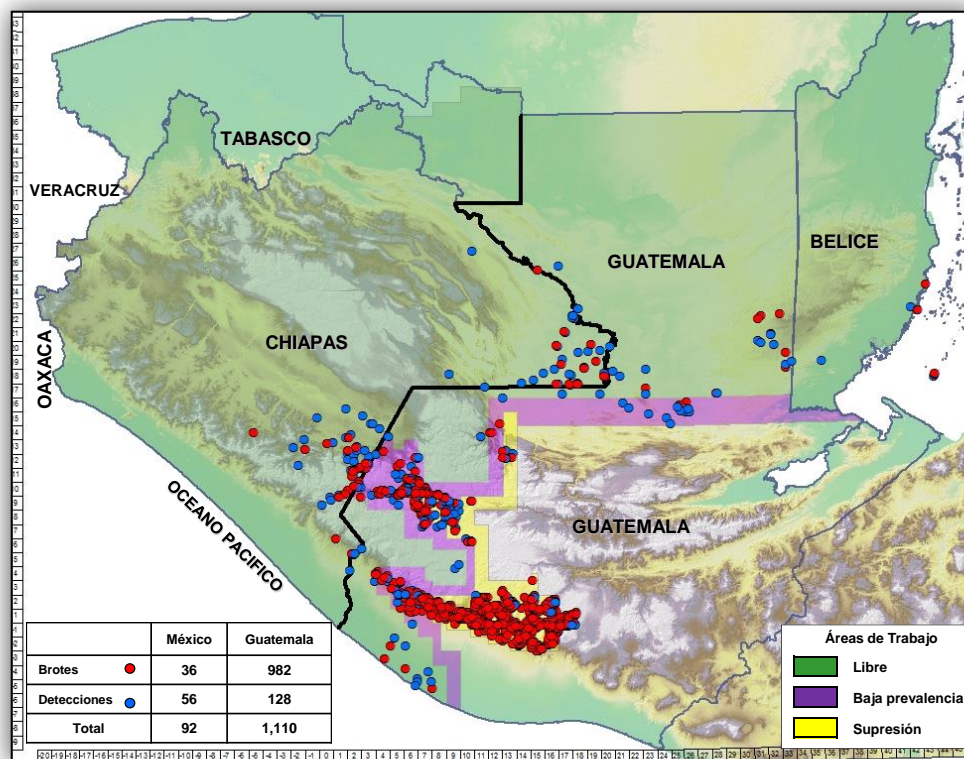 TABASCO
VERACRUZ
GUATEMALA
BELICE
CHIAPAS
OAXACA
OCEANO PACIFICO
GUATEMALA
México Guatemala
Brotes 36 982
Detecciones 56 128
Total 92 1,110
Áreas de Trabajo
Libre
Baja prevalencia
Supresión